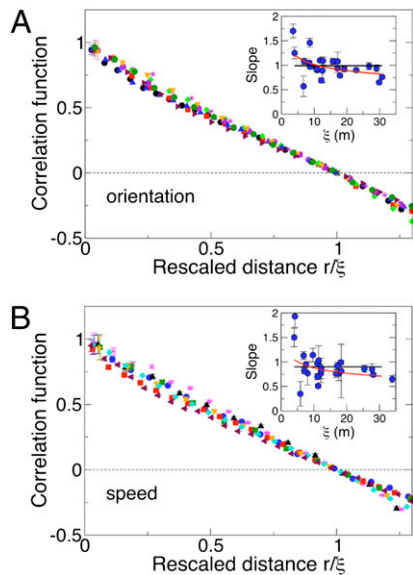 A
Correlation function
1
0.5
0
-0.5
0
0.5
1
Rescaled distance r/ξ
orientation
Slope
2
1.5
1
0.5
0
0
10
20
30
ξ (m)
B
Correlation function
1
0.5
0
-0.5
0
0.5
1
Rescaled distance r/ξ
speed
Slope
2
1.5
1
0.5
0
0
10
20
30
ξ (m)